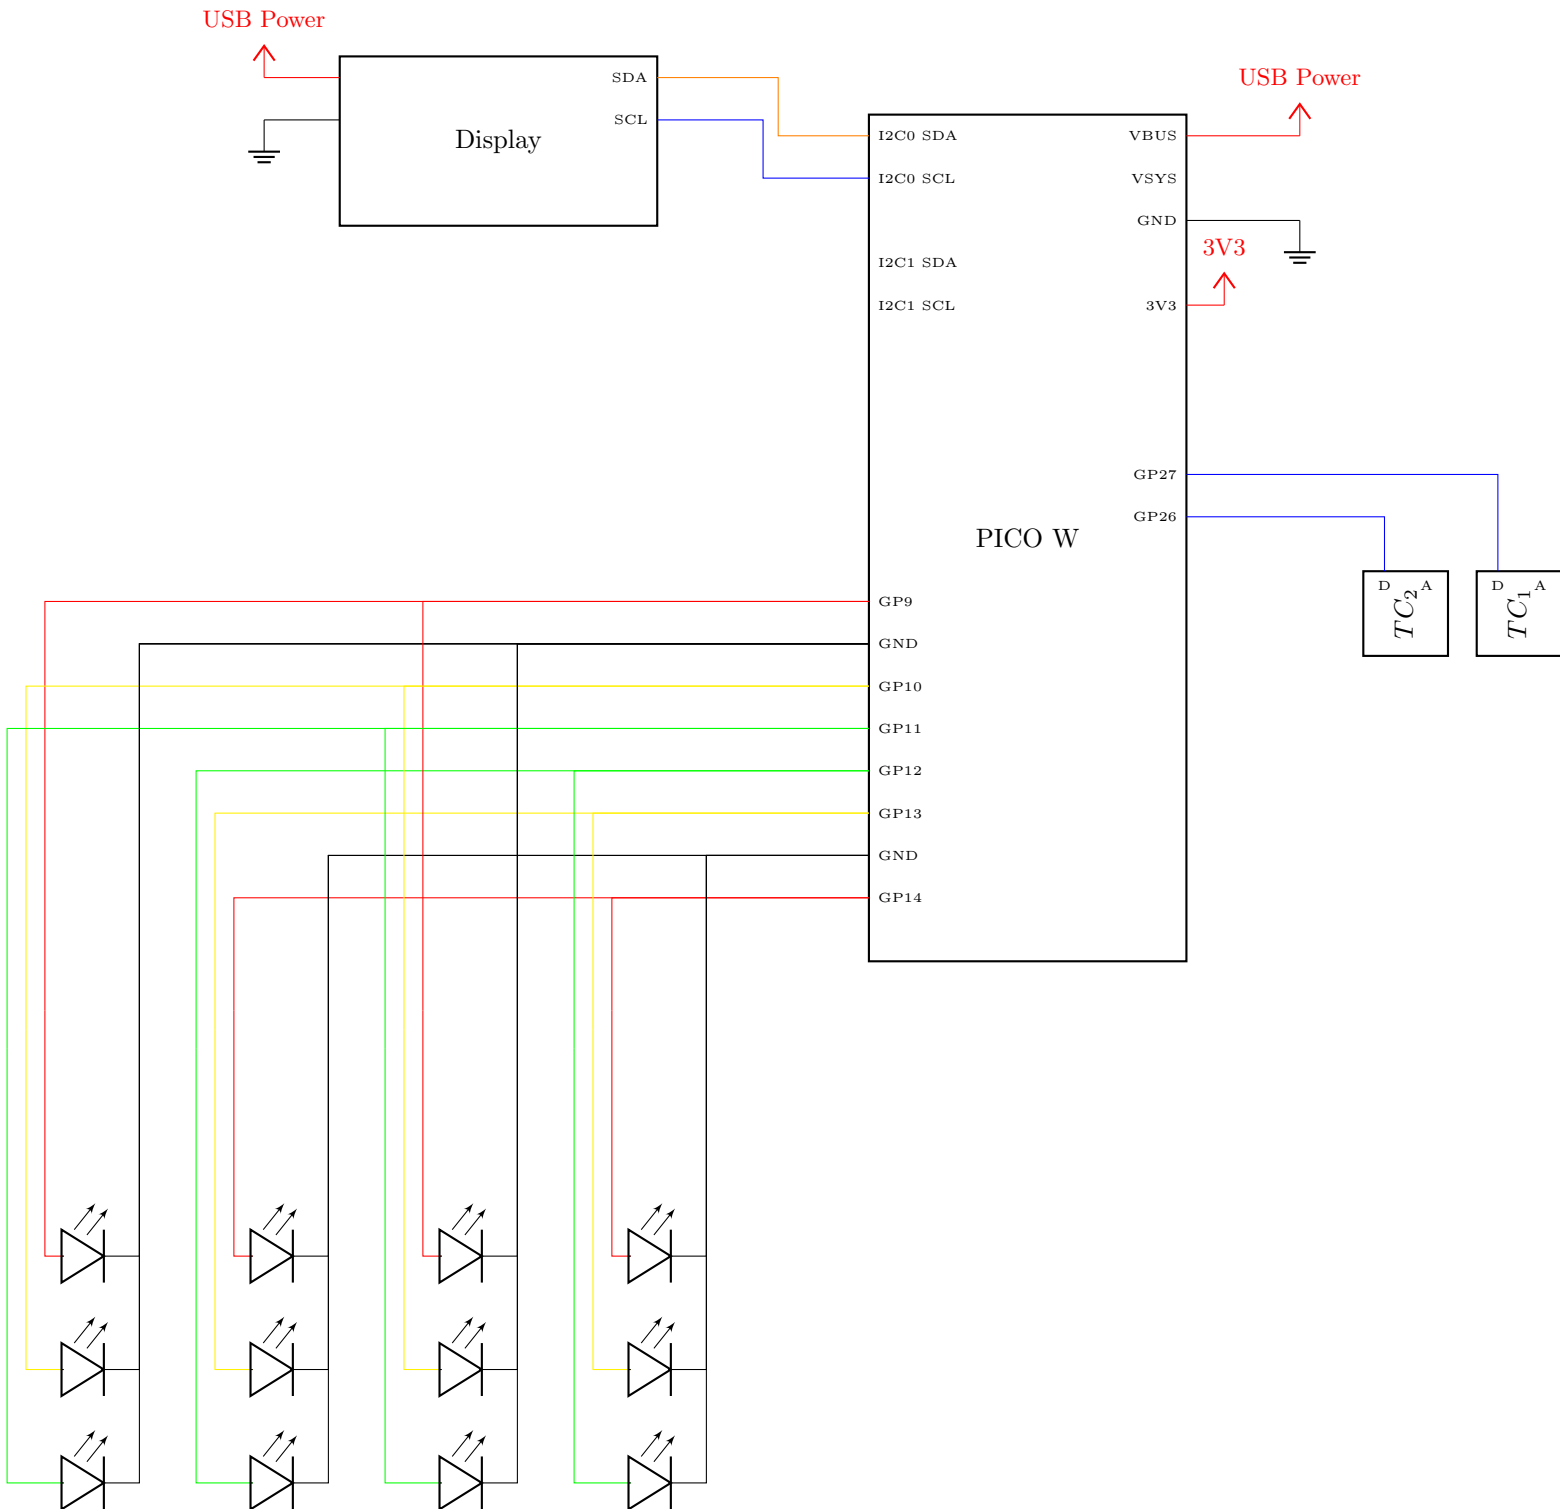 USB Power
SDA
SCL
Display
USB Power
I2C0 SDA
I2C0 SCL
I2C1 SDA
I2C1 SCL
VBUS
VSYS
GND
3V3
3V3
GP27
GP26
PICO W
D A
TC2
D A
TC1
GP9
GND
GP10
GP11
GP12
GP13
GND
GP14